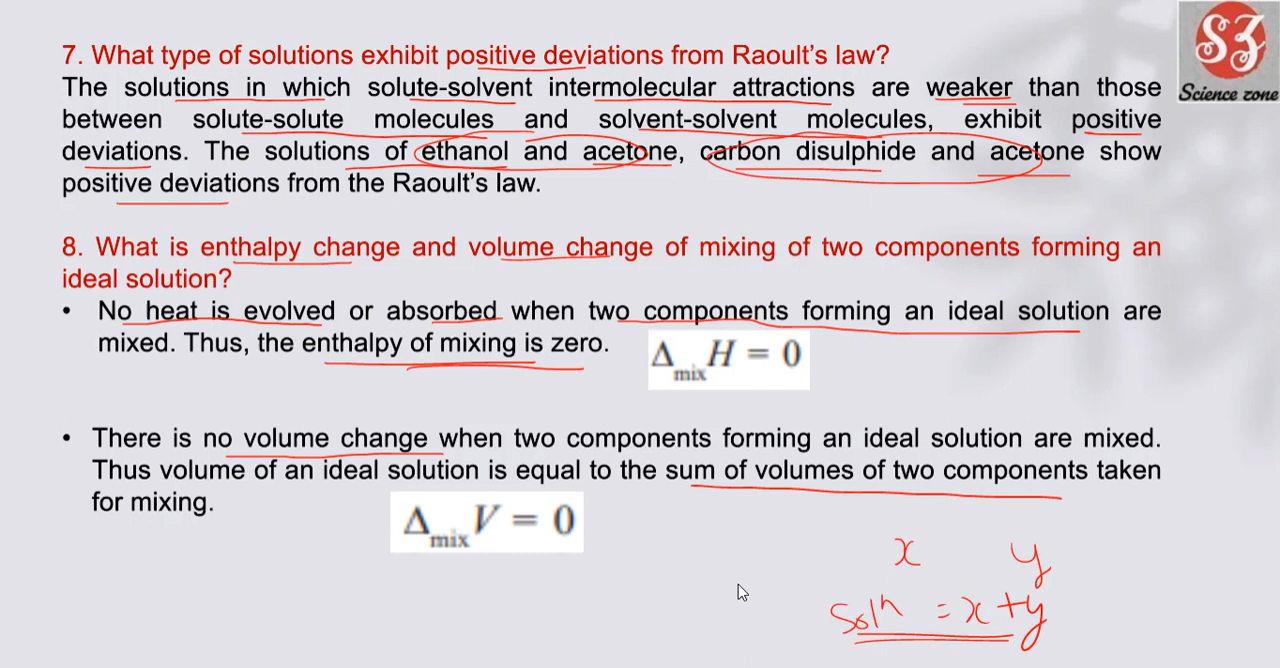 SZ
Science zone
7. What type of solutions exhibit positive deviations from Raoult’s law?
The solutions in which solute-solvent intermolecular attractions are weaker than those
between solute-solute molecules and solvent-solvent molecules, exhibit positive
deviations. The solutions of ethanol and acetone, carbon disulphide and acetone show
positive deviations from the Raoult’s law.
8. What is enthalpy change and volume change of mixing of two components forming an
ideal solution?
• No heat is evolved or absorbed when two components forming an ideal solution are
mixed. Thus, the enthalpy of mixing is zero.
Δmix H = 0
• There is no volume change when two components forming an ideal solution are mixed.
Thus volume of an ideal solution is equal to the sum of volumes of two components taken
for mixing.
Δmix V = 0
x y
Soln = x + y